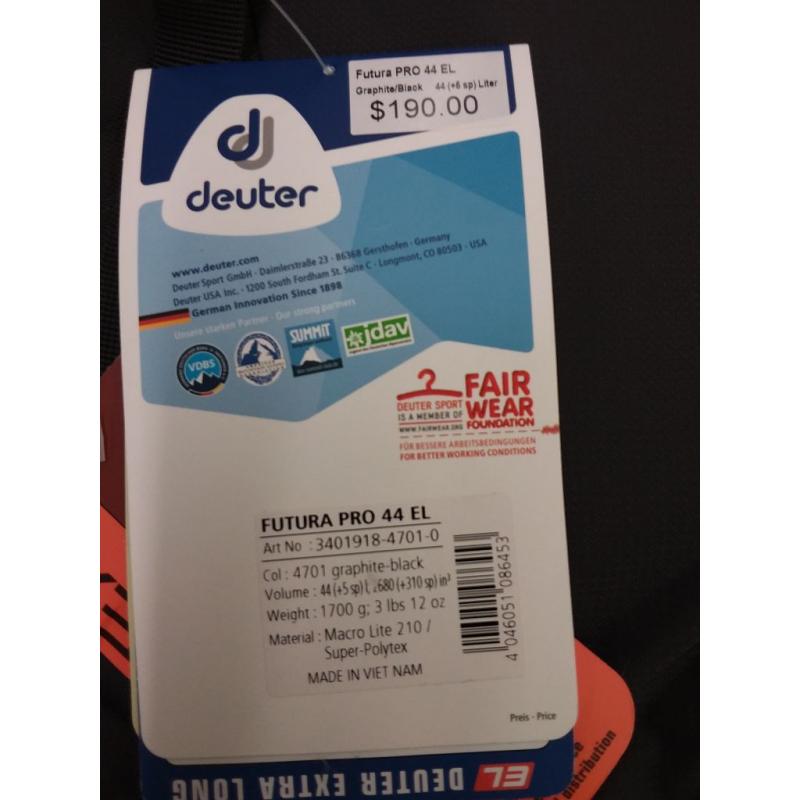 Futura PRO 44 EL
Graphite/Black 44 (+6 sp) Liter
$190.00
deuter
www.deuter.com
Deuter Sport GmbH · Daimlerstraße 23 · 86368 Gersthofen · Germany
Deuter USA Inc. · 1200 South Fordham St. Suite C · Longmont, CO 80503 · USA
German Innovation Since 1898
Unsere starken Partner · Our strong partners
VDBS
SUMMIT
jdav
DEUTER SPORT
IS A MEMBER OF
WWW.FAIRWEAR.ORG
FAIR
WEAR
FOUNDATION
FÜR BESSERE ARBEITSBEDINGUNGEN
FOR BETTER WORKING CONDITIONS
FUTURA PRO 44 EL
Art No : 3401918-4701-0
Col : 4701 graphite-black
Volume : 44 (+5 sp) l, 2680 (+310 sp) in³
Weight : 1700 g; 3 lbs 12 oz
Material : Macro Lite 210 /
Super-Polytex
MADE IN VIET NAM
4 046051 086453
Preis · Price
EL DEUTER EXTRA LONG
distribution